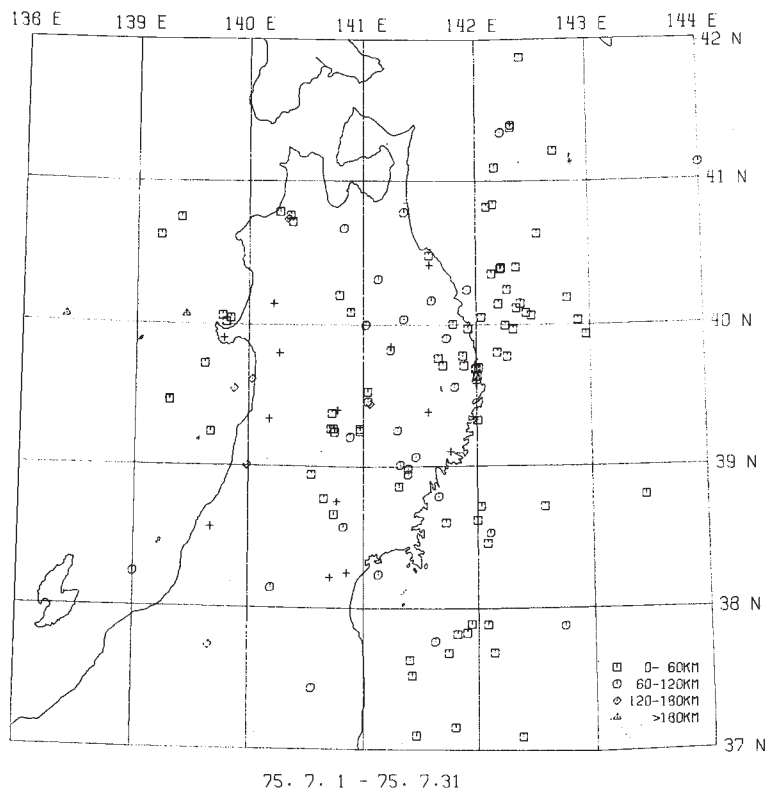 136 E 139 E 140 E 141 E 142 E 143 E 144 E
42 N
41 N
40 N
39 N
38 N
0- 60KM
60-120KM
120-180KM
>180KM
37 N
75. 7. 1 - 75. 7.31